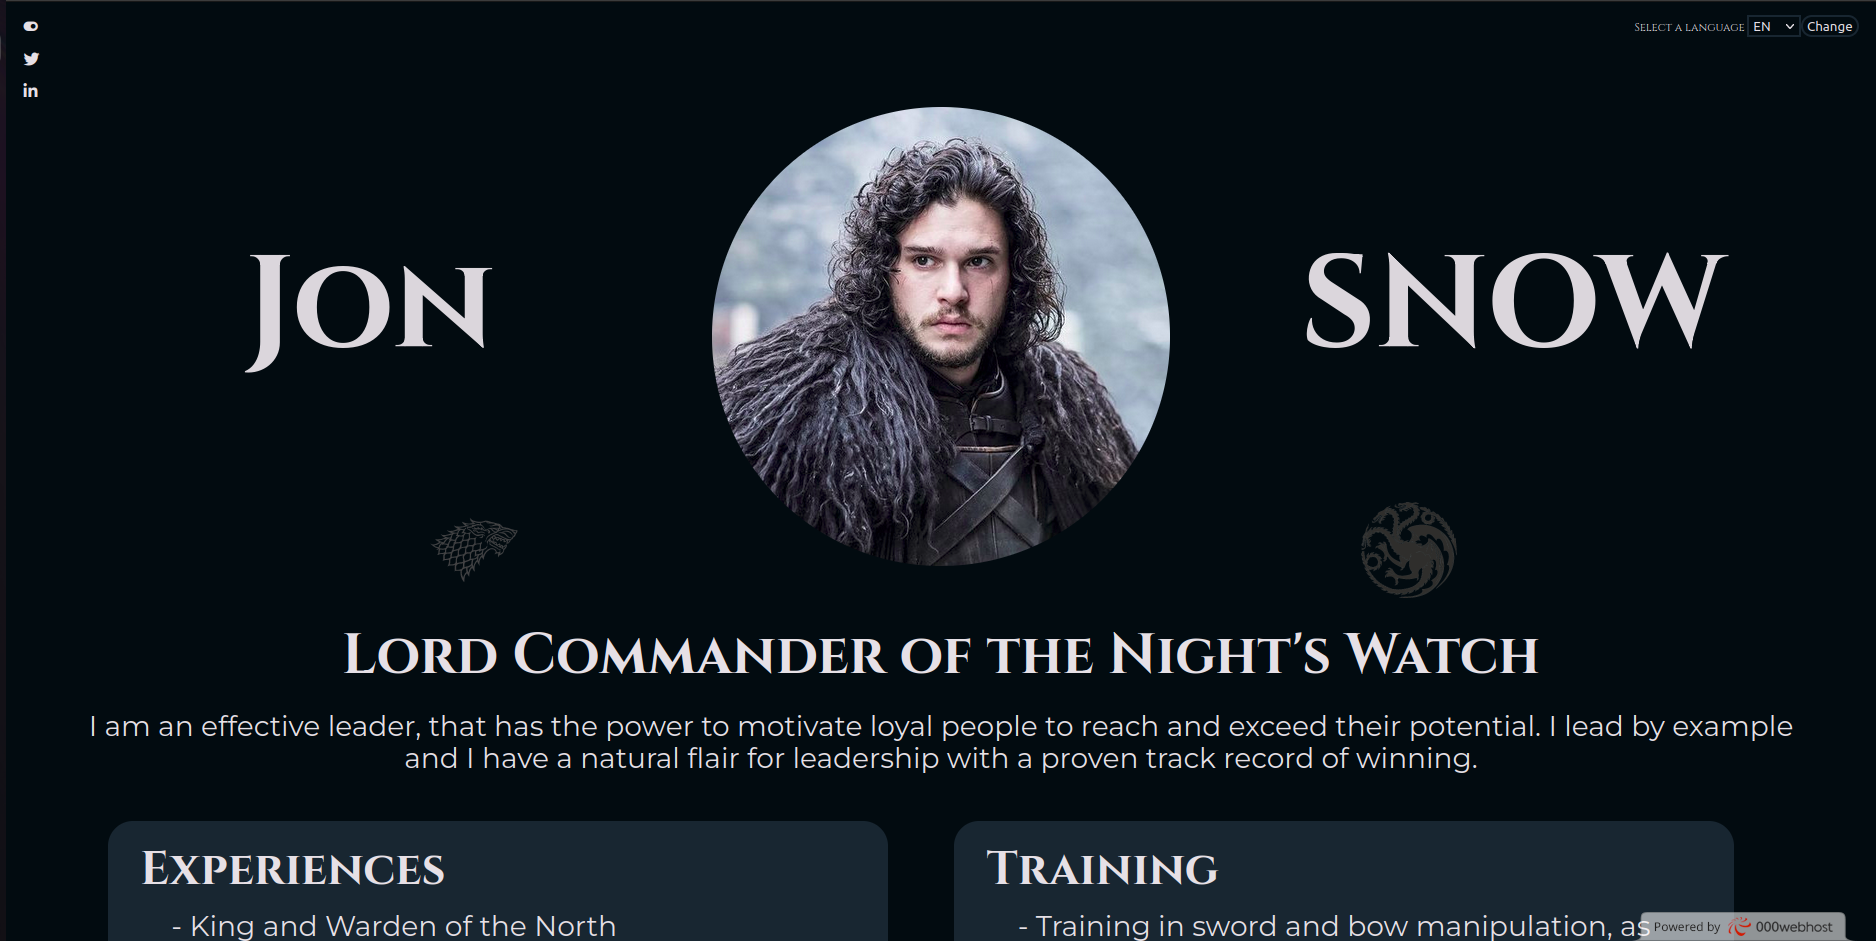 Select a language EN Change
in
Jon SNOW
Lord Commander of the Night's Watch
I am an effective leader, that has the power to motivate loyal people to reach and exceed their potential. I lead by example
and I have a natural flair for leadership with a proven track record of winning.
Experiences
- King and Warden of the North
Training
- Training in sword and bow manipulation, as
Powered by 000webhost